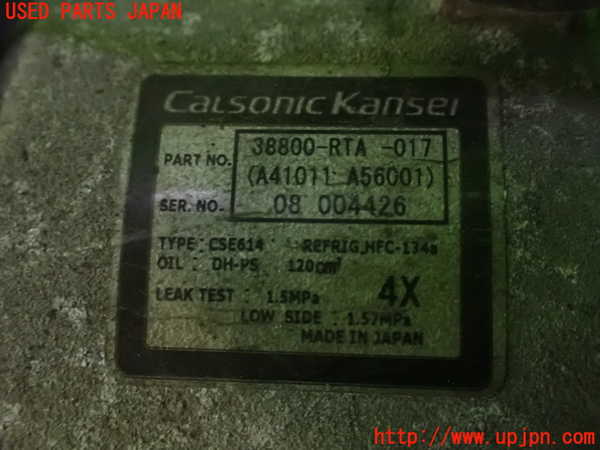 USED PARTS JAPAN
CALSONIC KANSEI
PART NO. 38800-RTA -017
(A41011 A56001)
SER. NO. 08 004426
TYPE: CSE614 REFRIG.HFC-134a
OIL: DH-PS 120cm³
LEAK TEST: 1.5MPa 4X
LOW SIDE: 1.57MPa
MADE IN JAPAN
http://www.upjpn.com/